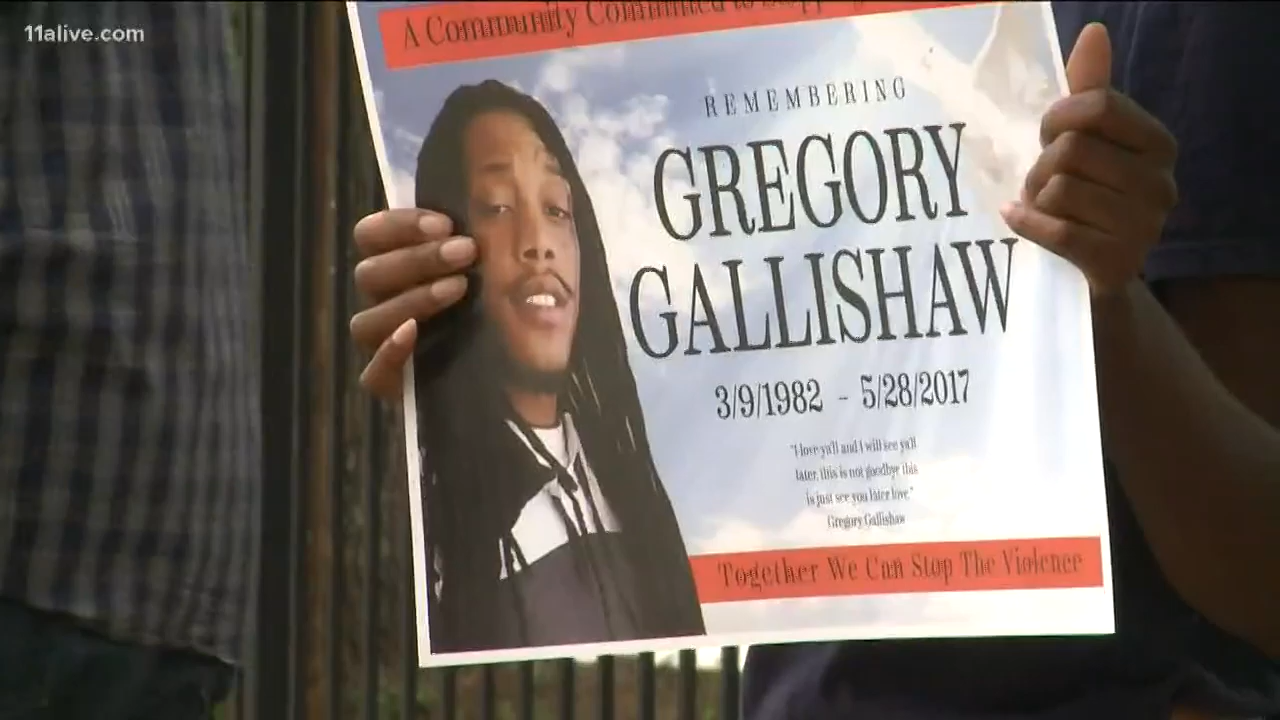 11alive.com
A Community Committed to
REMEMBERING
GREGORY
GALLISHAW
3/9/1982 - 5/28/2017
"I love ya'll and I will see ya'll
later, this is not goodbye this
is just see you later love."
Gregory Gallishaw
Together We Can Stop The Violence